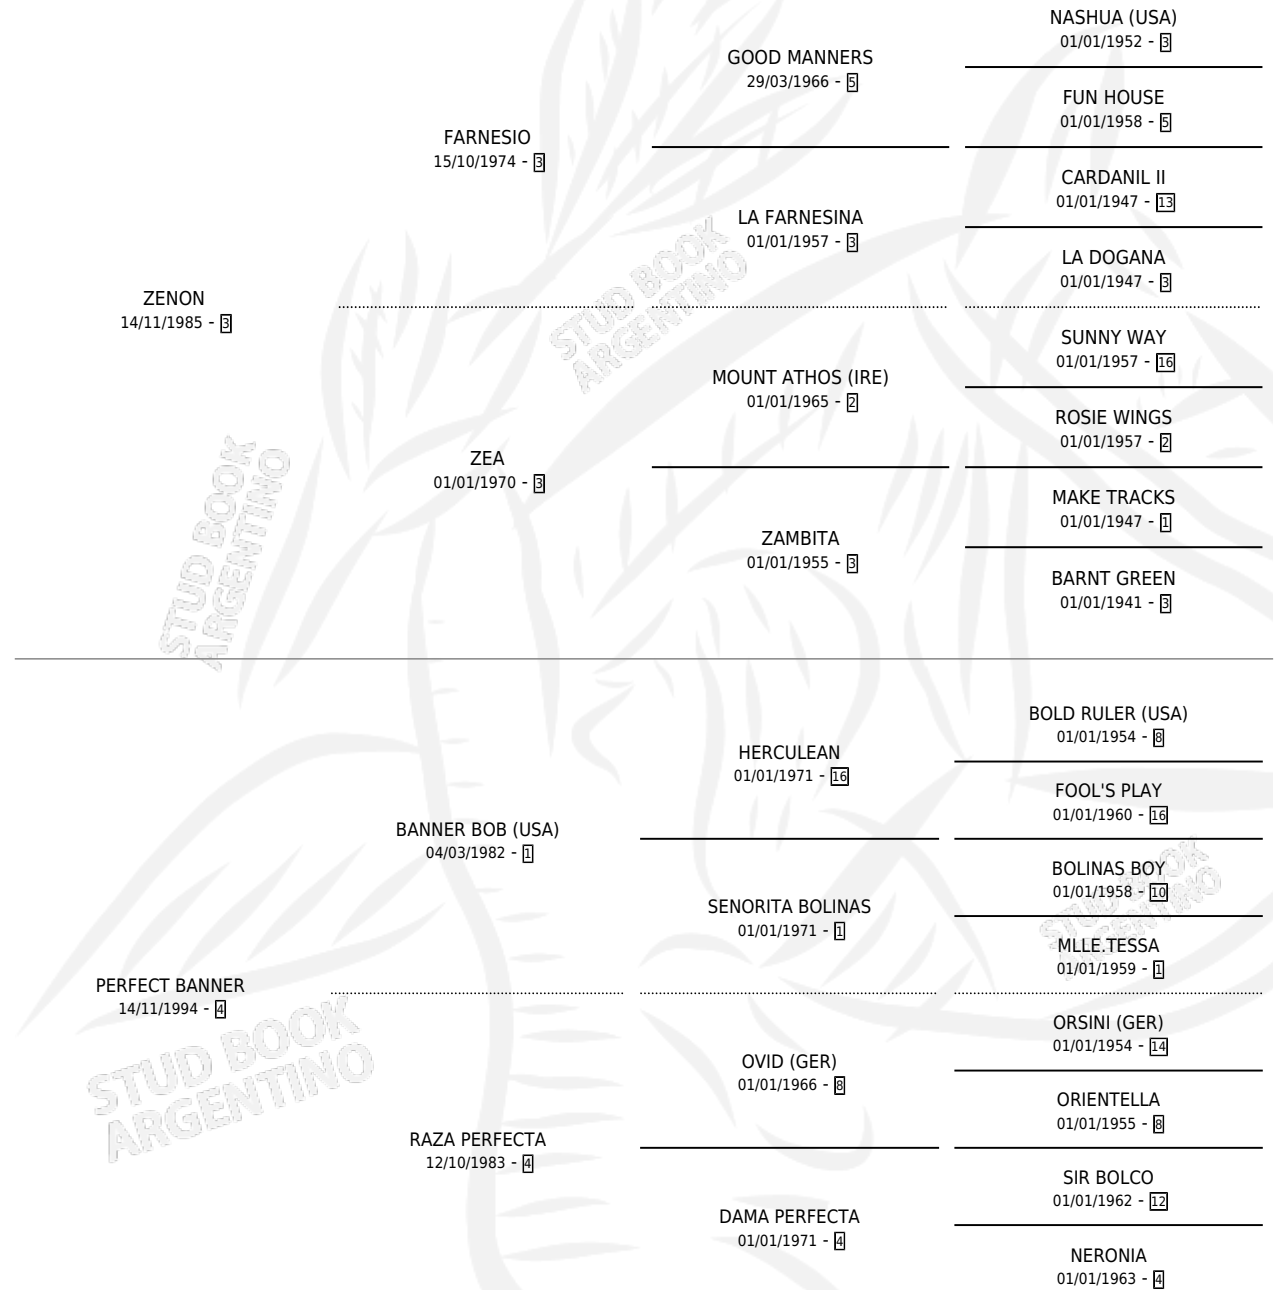 NASHUA (USA)
01/01/1952 - 3
GOOD MANNERS
29/03/1966 - 5
FUN HOUSE
01/01/1958 - 5
FARNESIO
15/10/1974 - 3
CARDANIL II
01/01/1947 - 13
LA FARNESINA
01/01/1957 - 3
LA DOGANA
01/01/1947 - 3
ZENON
14/11/1985 - 3
SUNNY WAY
01/01/1957 - 16
MOUNT ATHOS (IRE)
01/01/1965 - 2
ROSIE WINGS
01/01/1957 - 2
ZEA
01/01/1970 - 3
MAKE TRACKS
01/01/1947 - 1
ZAMBITA
01/01/1955 - 3
BARNT GREEN
01/01/1941 - 3
STUD BOOK
ARGENTINO
STUD BOOK
ARGENTINO
BOLD RULER (USA)
01/01/1954 - 8
HERCULEAN
01/01/1971 - 16
FOOL'S PLAY
01/01/1960 - 16
BANNER BOB (USA)
04/03/1982 - 1
BOLINAS BOY
01/01/1958 - 10
SENORITA BOLINAS
01/01/1971 - 1
MLLE.TESSA
01/01/1959 - 1
PERFECT BANNER
14/11/1994 - 4
ORSINI (GER)
01/01/1954 - 14
OVID (GER)
01/01/1966 - 8
ORIENTELLA
01/01/1955 - 8
RAZA PERFECTA
12/10/1983 - 4
SIR BOLCO
01/01/1962 - 12
DAMA PERFECTA
01/01/1971 - 4
NERONIA
01/01/1963 - 4
STUD BOOK
ARGENTINO
STUD BOOK
ARGENTINO